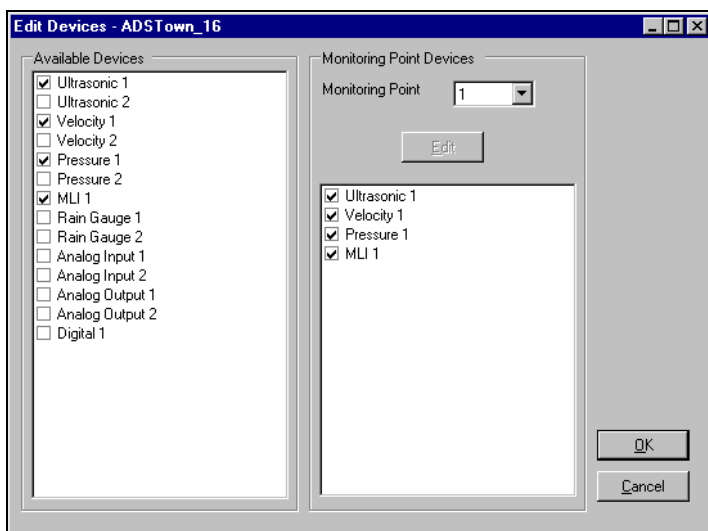 Edit Devices - ADSTown_16
Available Devices
Ultrasonic 1
Ultrasonic 2
Velocity 1
Velocity 2
Pressure 1
Pressure 2
MLI 1
Rain Gauge 1
Rain Gauge 2
Analog Input 1
Analog Input 2
Analog Output 1
Analog Output 2
Digital 1
Monitoring Point Devices
Monitoring Point 1
Edit
Ultrasonic 1
Velocity 1
Pressure 1
MLI 1
OK
Cancel